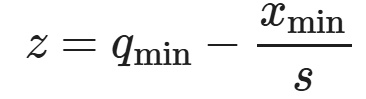 z = q_min − x_min / s